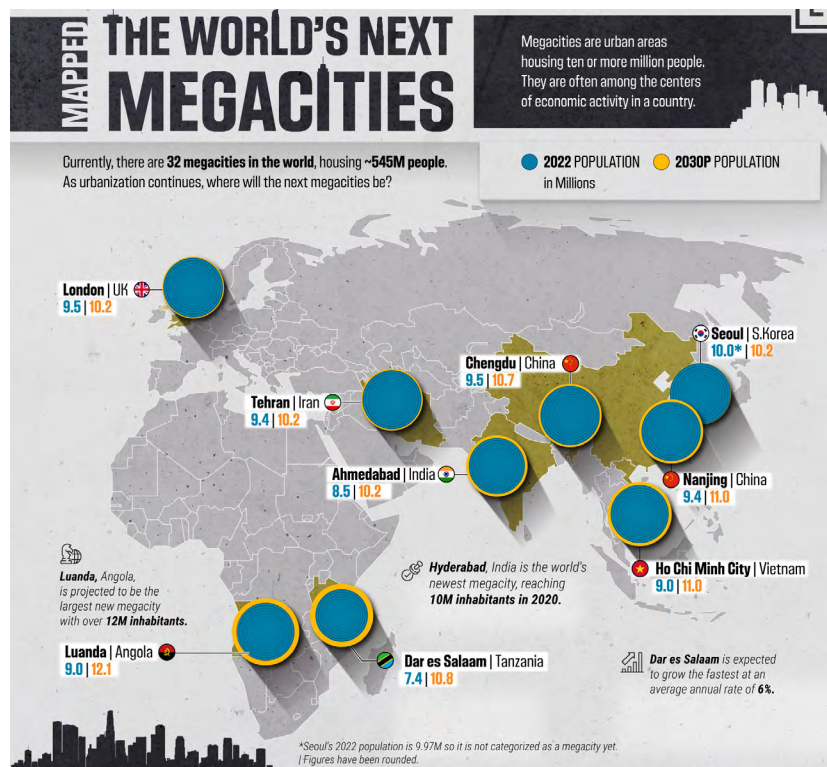 MAPPED
THE WORLD'S NEXT
MEGACITIES
Megacities are urban areas
housing ten or more million people.
They are often among the centers
of economic activity in a country.
Currently, there are 32 megacities in the world, housing ~545M people.
As urbanization continues, where will the next megacities be?
2022 POPULATION
2030P POPULATION
in Millions
London | UK
9.5 | 10.2
Seoul | S.Korea
10.0* | 10.2
Chengdu | China
9.5 | 10.7
Tehran | Iran
9.4 | 10.2
Ahmedabad | India
8.5 | 10.2
Nanjing | China
9.4 | 11.0
Ho Chi Minh City | Vietnam
9.0 | 11.0
Luanda, Angola,
is projected to be the
largest new megacity
with over 12M inhabitants.
Hyderabad, India is the world's
newest megacity, reaching
10M inhabitants in 2020.
Luanda | Angola
9.0 | 12.1
Dar es Salaam | Tanzania
7.4 | 10.8
Dar es Salaam is expected
to grow the fastest at an
average annual rate of 6%.
*Seoul's 2022 population is 9.97M so it is not categorized as a megacity yet.
| Figures have been rounded.